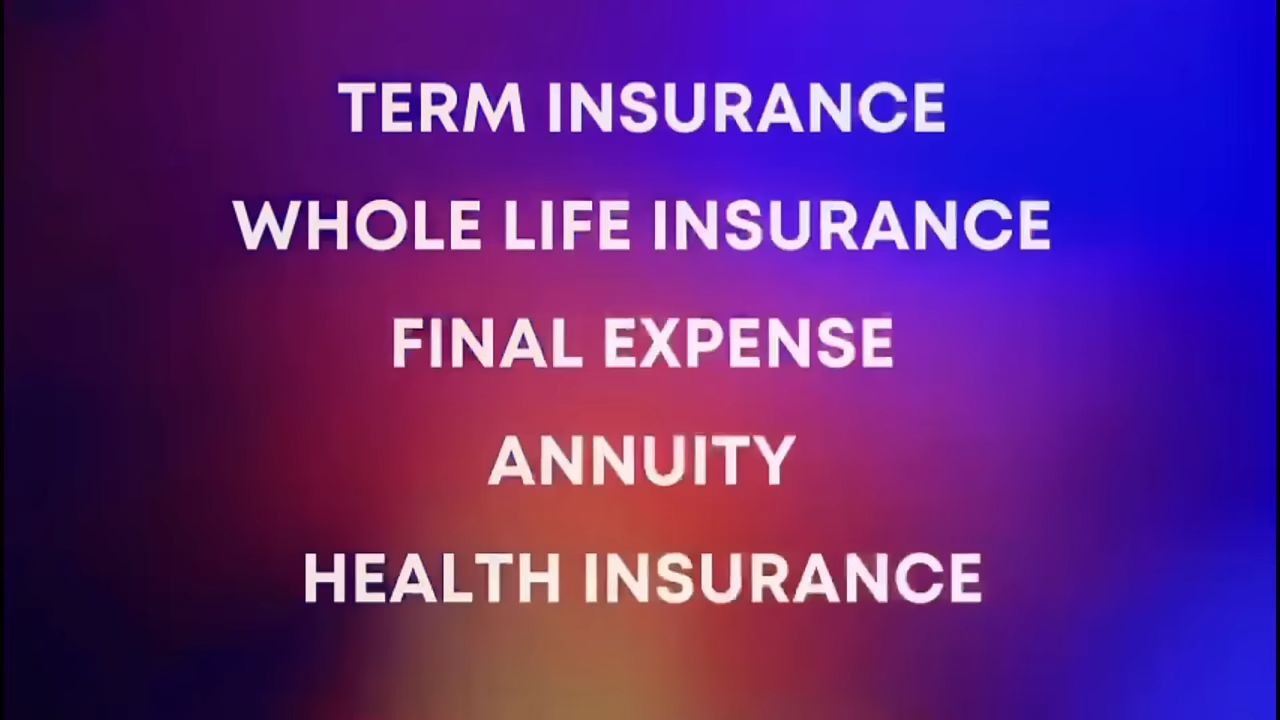 TERM INSURANCE
WHOLE LIFE INSURANCE
FINAL EXPENSE
ANNUITY
HEALTH INSURANCE